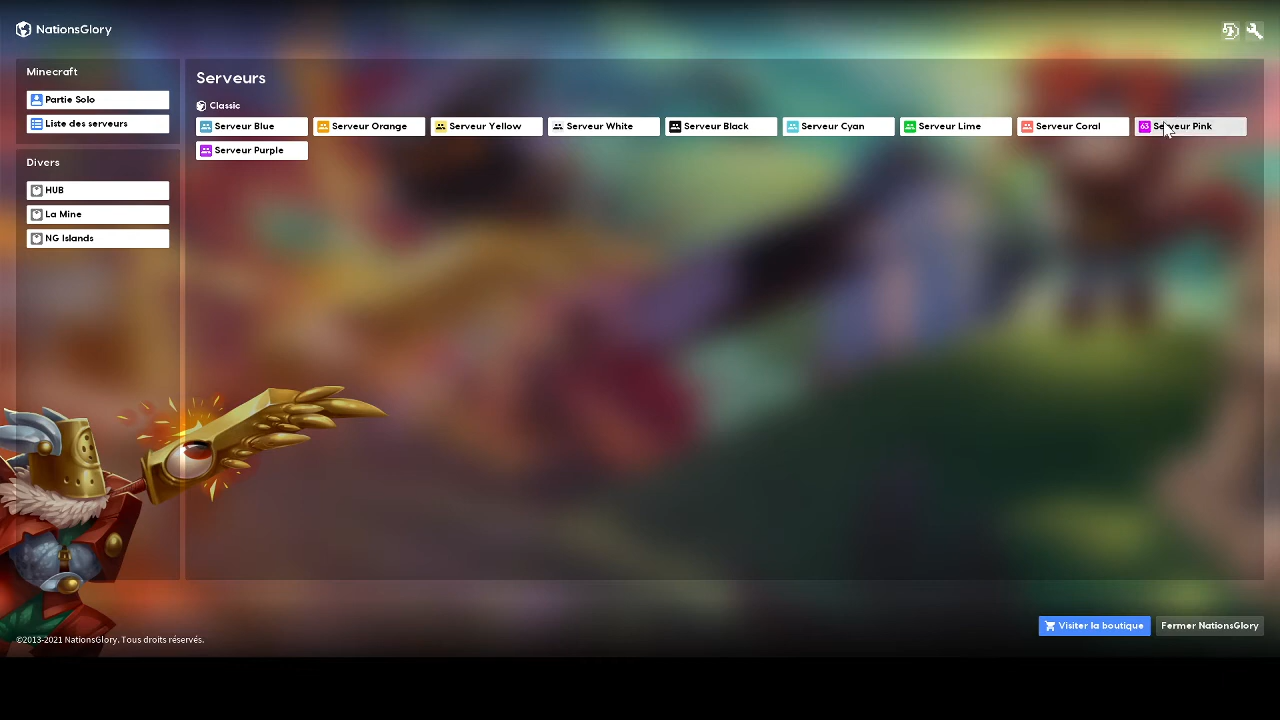 NationsGlory
Minecraft
Partie Solo
Liste des serveurs
Divers
HUB
La Mine
NG Islands
Serveurs
Classic
Serveur Blue
Serveur Orange
Serveur Yellow
Serveur White
Serveur Black
Serveur Cyan
Serveur Lime
Serveur Coral
63 Serveur Pink
Serveur Purple
Visiter la boutique
Fermer NationsGlory
©2013-2021 NationsGlory. Tous droits réservés.